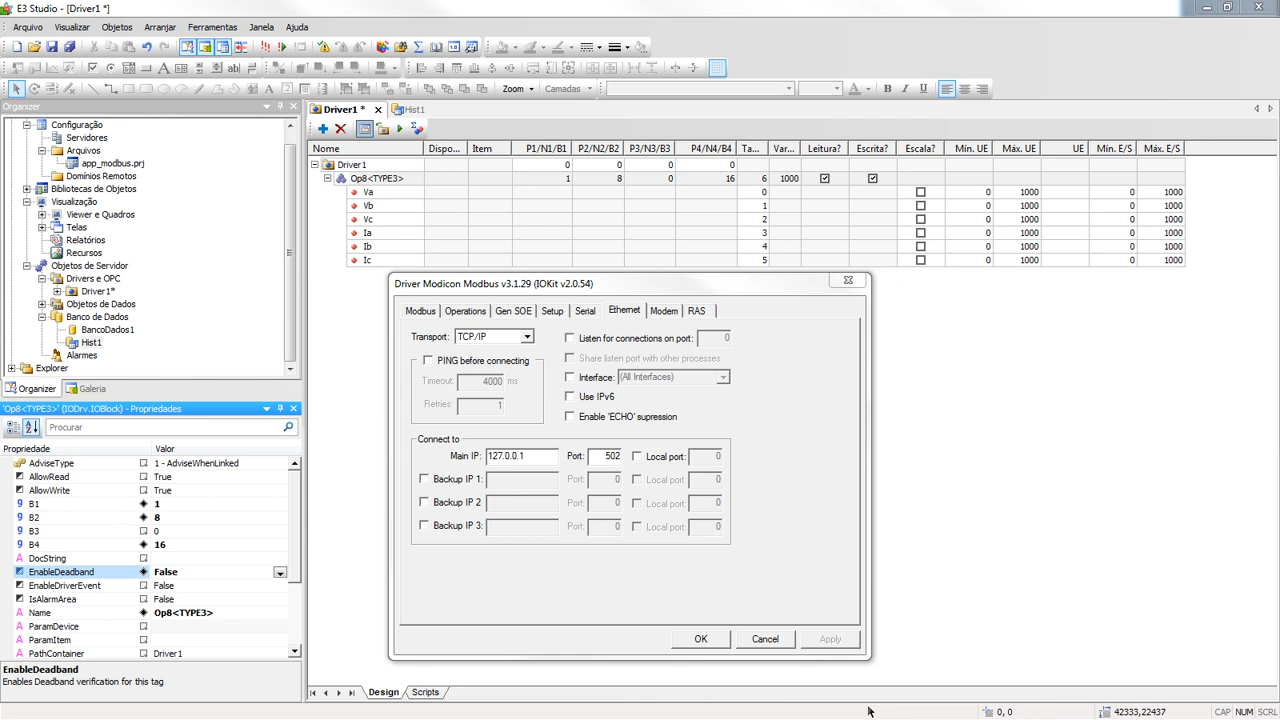 E3 Studio - [Driver1 *]
Arquivo Visualizar Objetos Arranjar Ferramentas Janela Ajuda
Zoom Camadas B I U
Organizer
Driver1 * Hist1
Configuração
Servidores
Arquivos
app_modbus.prj
Domínios Remotos
Bibliotecas de Objetos
Visualização
Viewer e Quadros
Telas
Relatórios
Recursos
Objetos de Servidor
Drivers e OPC
Driver1*
Objetos de Dados
Banco de Dados
BancoDados1
Hist1
Alarmes
Explorer
Organizer Galeria
Nome Dispo... Item P1/N1/B1 P2/N2/B2 P3/N3/B3 P4/N4/B4 Ta... Var... Leitura? Escrita? Escala? Mín. UE Máx. UE UE Mín. E/S Máx. E/S
Driver1 0 0 0 0
Op8<TYPE3> 1 8 0 16 6 1000
Va 0 0 1000 0 1000
Vb 1 0 1000 0 1000
Vc 2 0 1000 0 1000
Ia 3 0 1000 0 1000
Ib 4 0 1000 0 1000
Ic 5 0 1000 0 1000
Driver Modicon Modbus v3.1.29 (IOKit v2.0.54)
Modbus Operations Gen SOE Setup Serial Ethernet Modem RAS
Transport: TCP/IP
PING before connecting
Timeout: 4000 ms
Retries: 1
Listen for connections on port: 0
Share listen port with other processes
Interface: (All Interfaces)
Use IPv6
Enable 'ECHO' supression
Connect to
Main IP: 127.0.0.1 Port: 502 Local port: 0
Backup IP 1: Port: 0 Local port: 0
Backup IP 2 Port: 0 Local port: 0
Backup IP 3: Port: 0 Local port: 0
OK Cancel Apply
'Op8<TYPE3>' (IODrv.IOBlock) - Propriedades
Procurar
Propriedade Valor
AdviseType 1 - AdviseWhenLinked
AllowRead True
AllowWrite True
B1 1
B2 8
B3 0
B4 16
DocString
EnableDeadband False
EnableDriverEvent False
IsAlarmArea False
Name Op8<TYPE3>
ParamDevice
ParamItem
PathContainer Driver1
EnableDeadband
Enables Deadband verification for this tag
Design Scripts
0, 0 42333,22437 CAP NUM SCRL